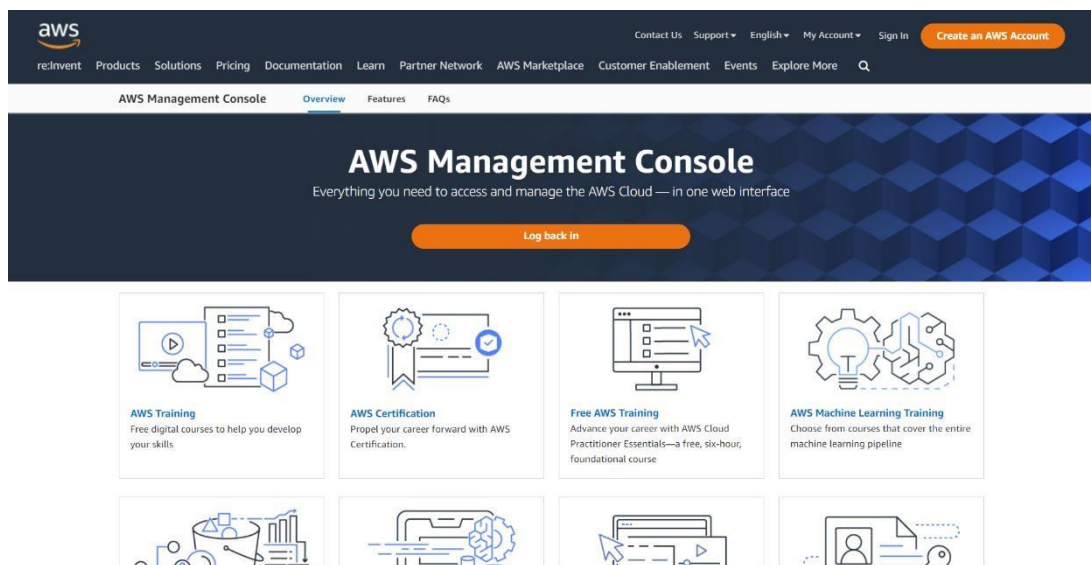 aws
Contact Us Support English My Account Sign In Create an AWS Account
re:Invent Products Solutions Pricing Documentation Learn Partner Network AWS Marketplace Customer Enablement Events Explore More
AWS Management Console Overview Features FAQs
AWS Management Console
Everything you need to access and manage the AWS Cloud — in one web interface
Log back in
AWS Training
Free digital courses to help you develop
your skills
AWS Certification
Propel your career forward with AWS
Certification.
Free AWS Training
Advance your career with AWS Cloud
Practitioner Essentials—a free, six-hour,
foundational course
AWS Machine Learning Training
Choose from courses that cover the entire
machine learning pipeline